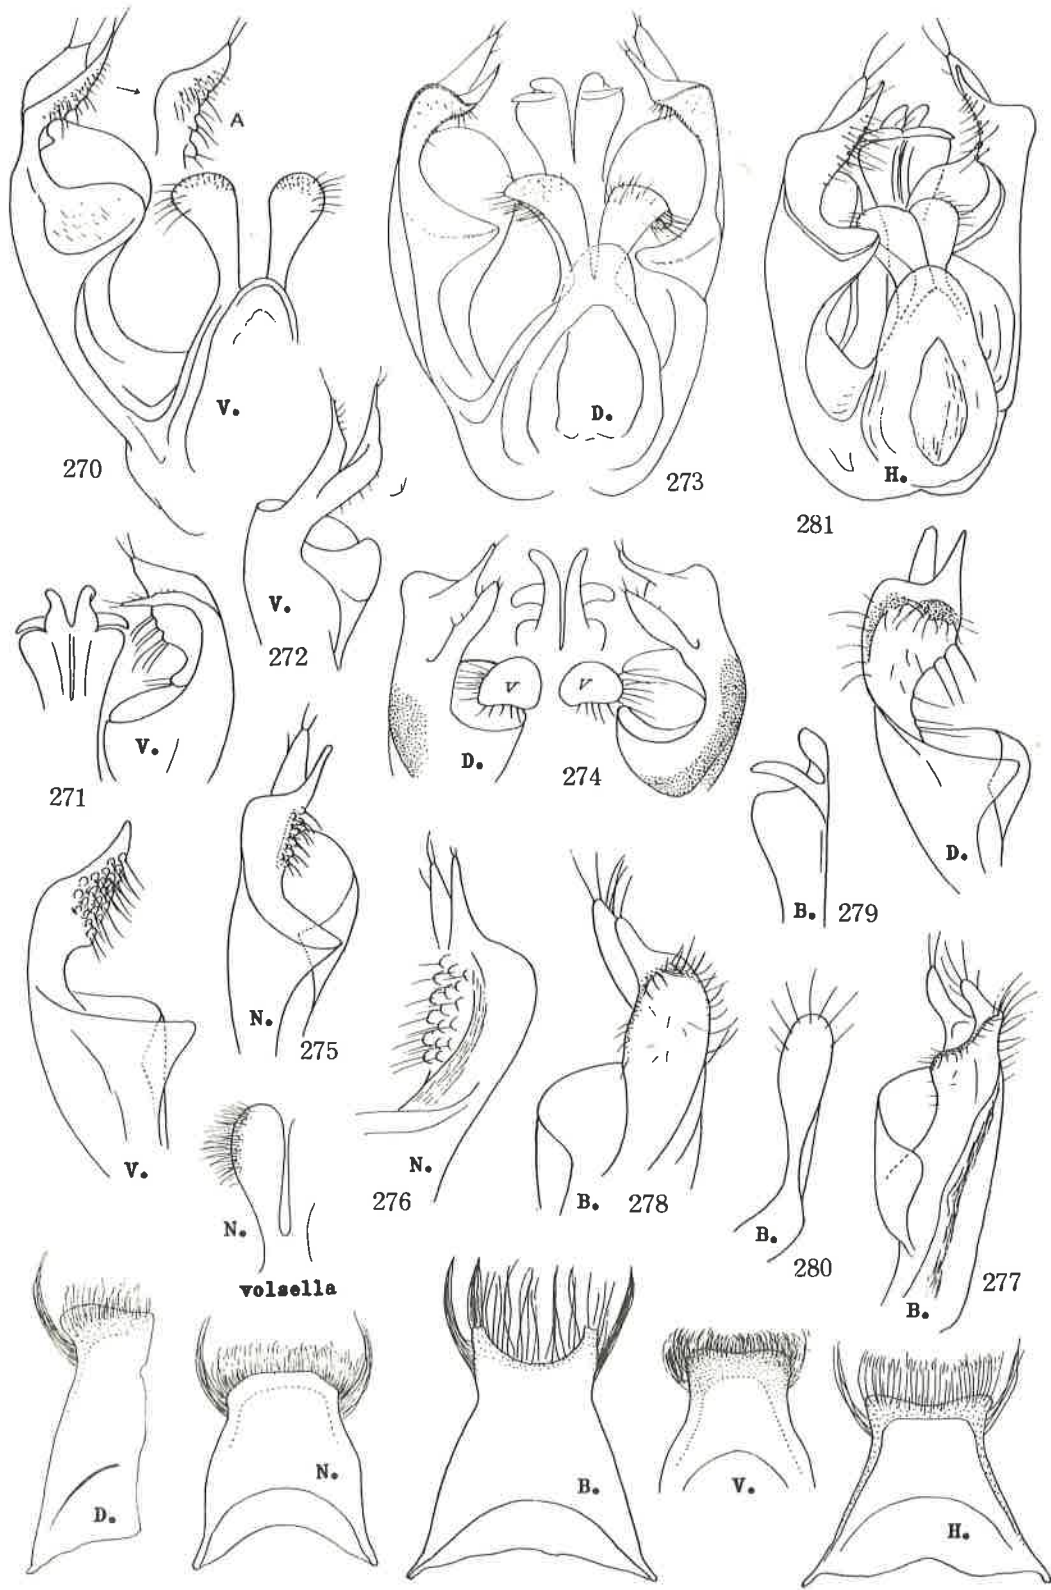 A
V.
270
D.
273
H.
281
V.
272
V.
271
V
V
D.
274
B.
279
D.
N.
275
V.
N.
276
B.
278
B.
280
B.
277
N.
volsella
D.
N.
B.
V.
H.